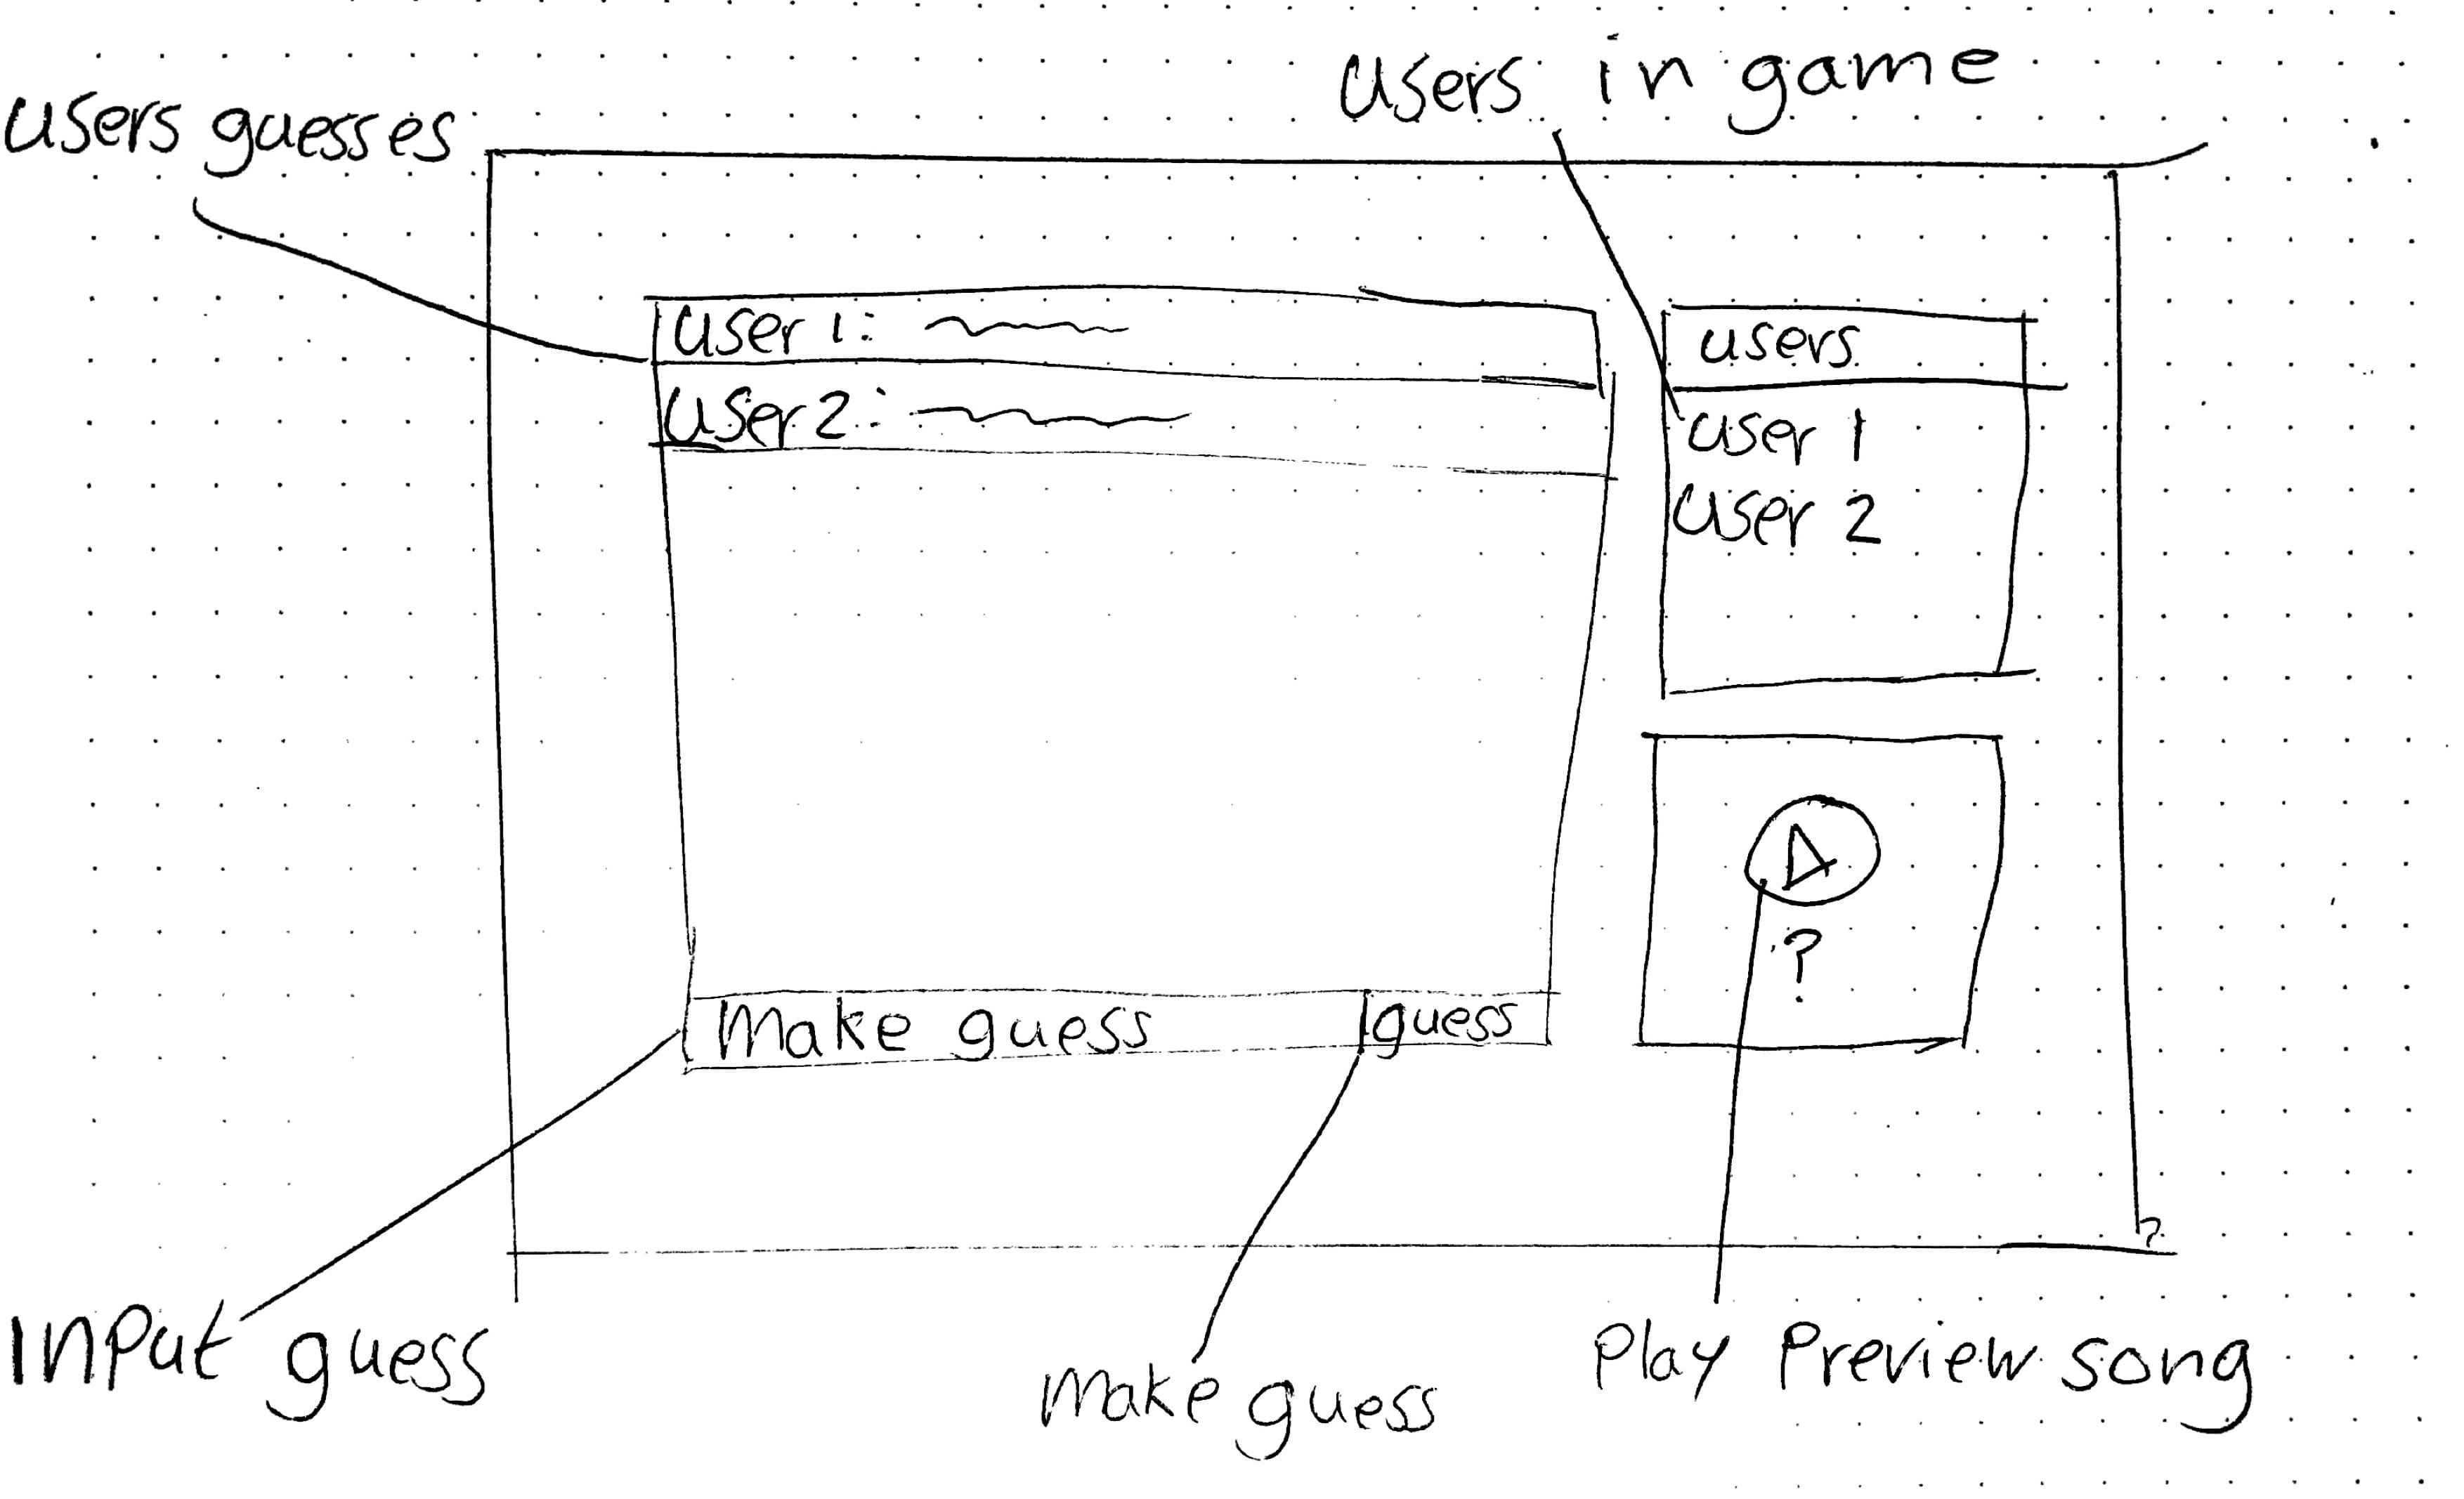 users in game
users guesses
user 1:
users
user 2:
user 1
user 2
?
Make guess
guess
?
Input guess
Make guess
Play Preview song